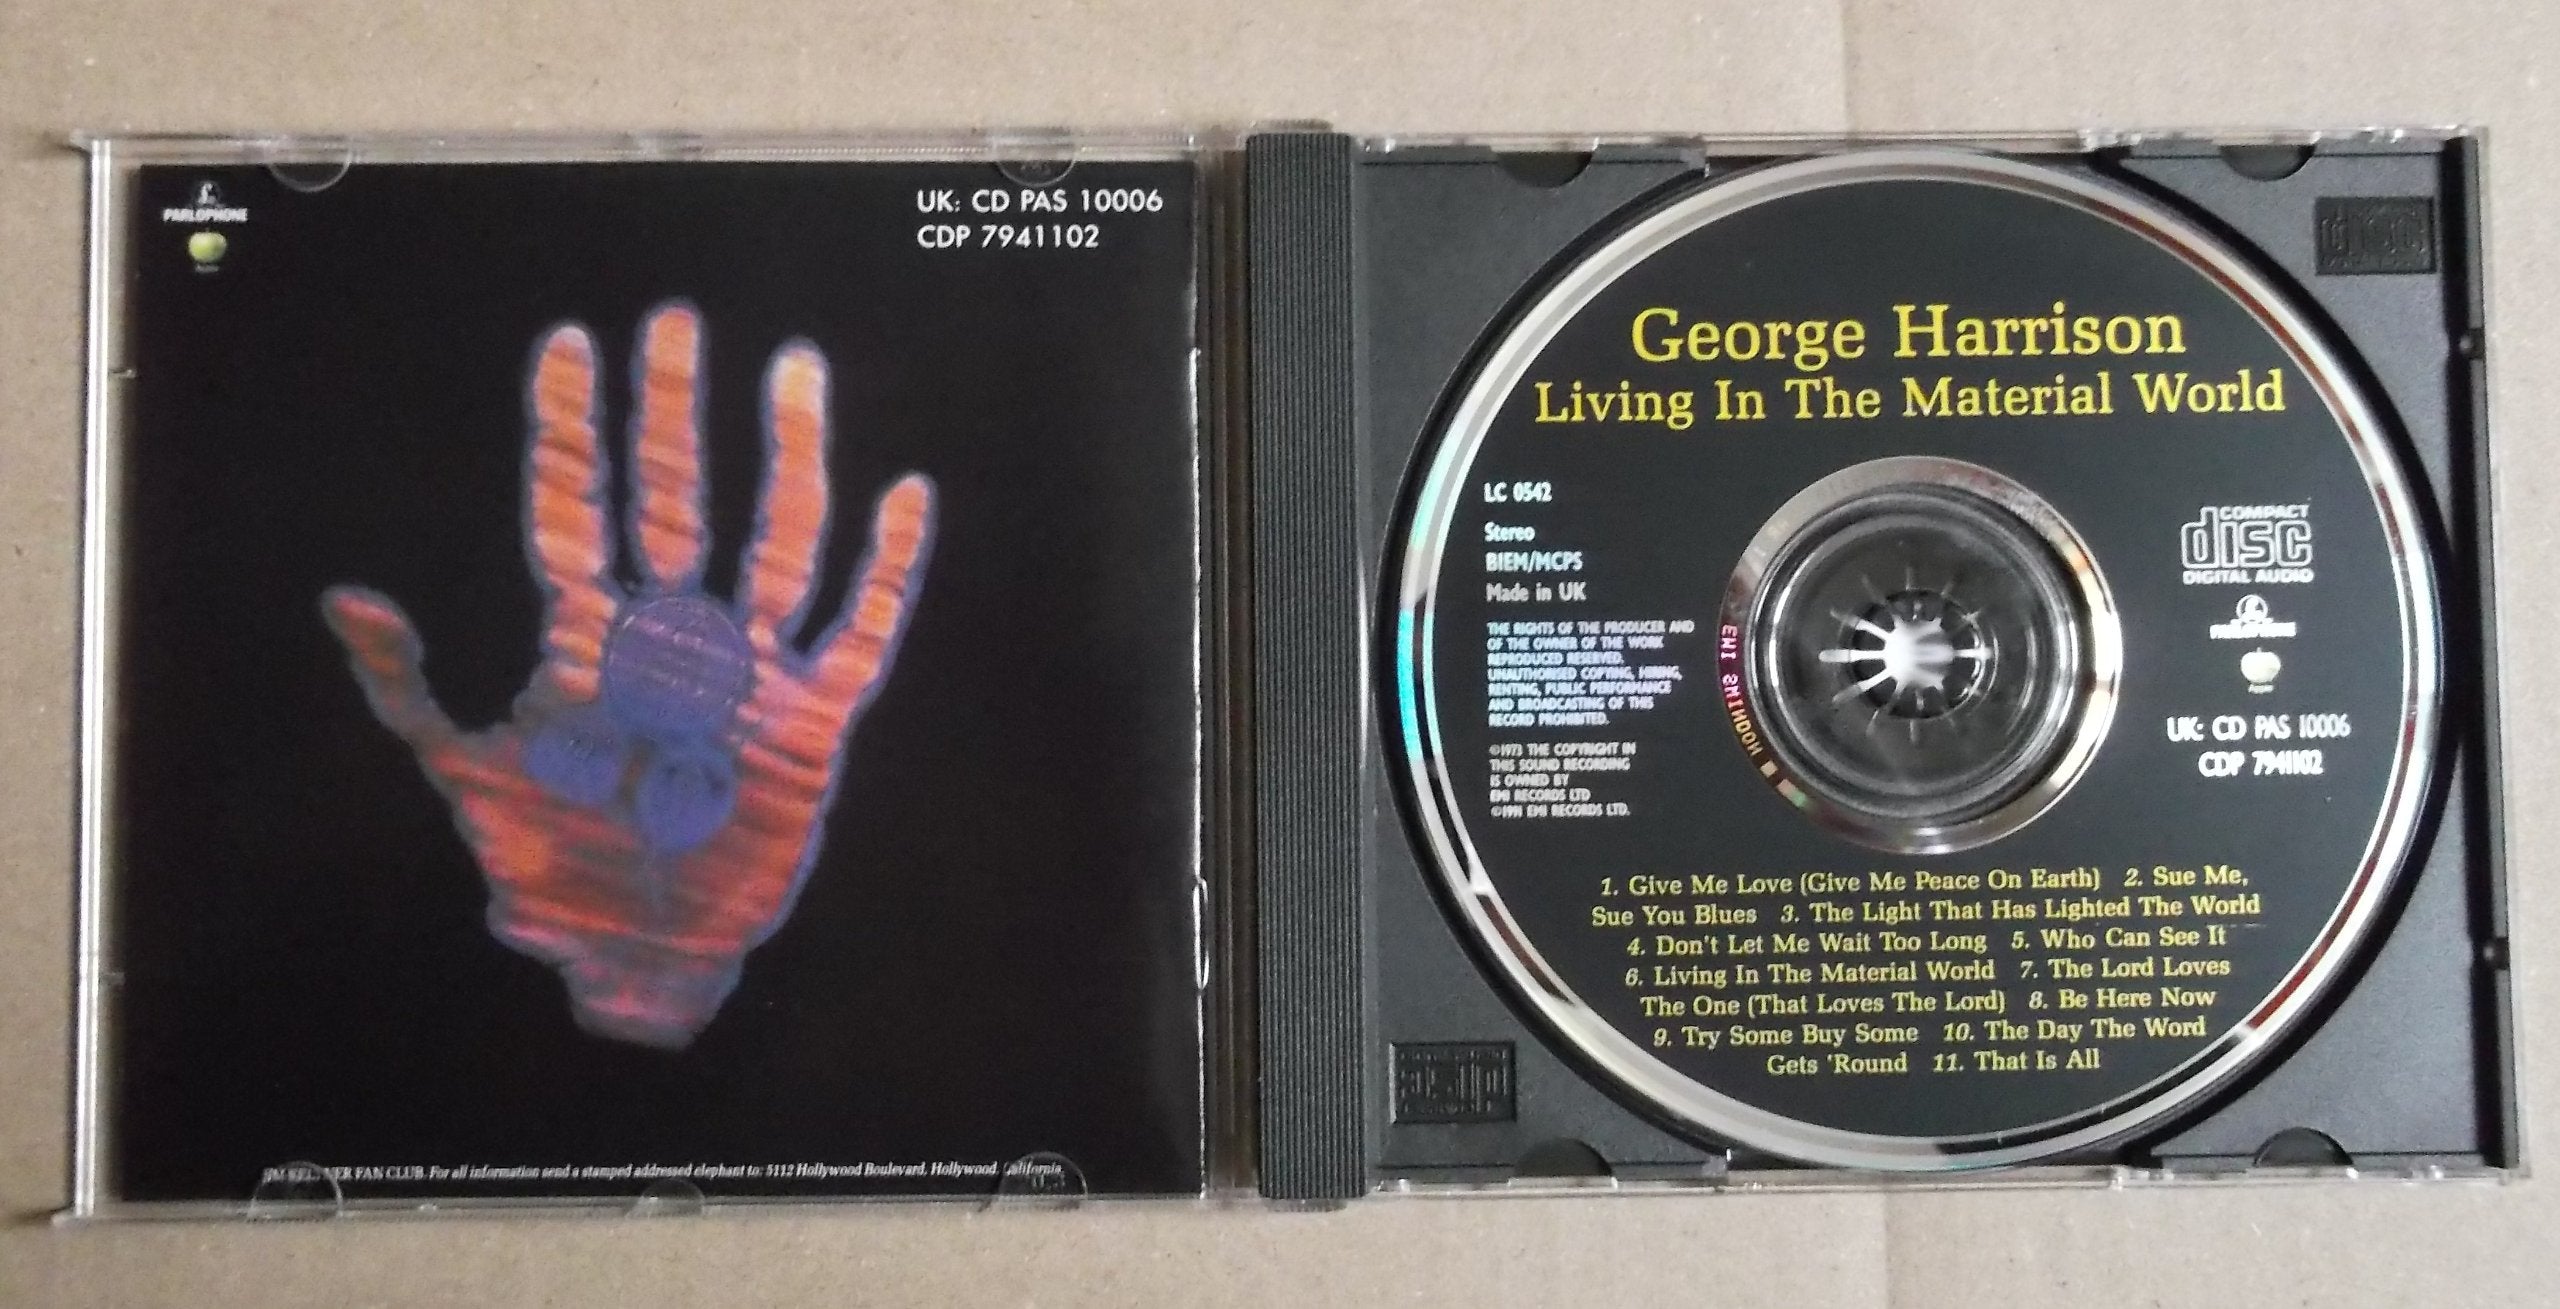 PARLOPHONE
Apple
UK: CD PAS 10006
CDP 7941102
FAN CLUB. For all information send a stamped addressed elephant to: 5112 Hollywood Boulevard, Hollywood, California.
George Harrison
Living In The Material World
LC 0542
Stereo
BIEM/MCPS
Made in UK
THE RIGHTS OF THE PRODUCER AND
OF THE OWNER OF THE WORK
REPRODUCED RESERVED.
UNAUTHORISED COPYING, HIRING,
RENTING, PUBLIC PERFORMANCE
AND BROADCASTING OF THIS
RECORD PROHIBITED.
℗1973 THE COPYRIGHT IN
THIS SOUND RECORDING
IS OWNED BY
EMI RECORDS LTD
©1991 EMI RECORDS LTD.
EMI SWINDON
COMPACT
disc
DIGITAL AUDIO
PARLOPHONE
Apple
UK: CD PAS 10006
CDP 7941102
1. Give Me Love (Give Me Peace On Earth) 2. Sue Me,
Sue You Blues 3. The Light That Has Lighted The World
4. Don't Let Me Wait Too Long 5. Who Can See It
6. Living In The Material World 7. The Lord Loves
The One (That Loves The Lord) 8. Be Here Now
9. Try Some Buy Some 10. The Day The Word
Gets 'Round 11. That Is All
disc
disc